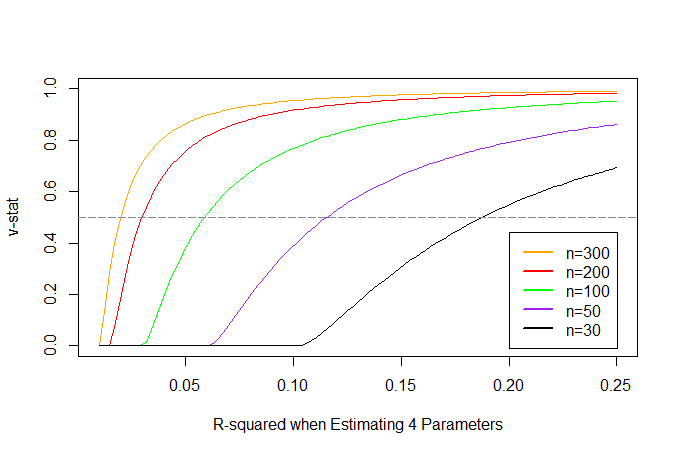 v-stat
1.0
0.8
0.6
0.4
0.2
0.0
0.05 0.10 0.15 0.20 0.25
R-squared when Estimating 4 Parameters
n=300
n=200
n=100
n=50
n=30